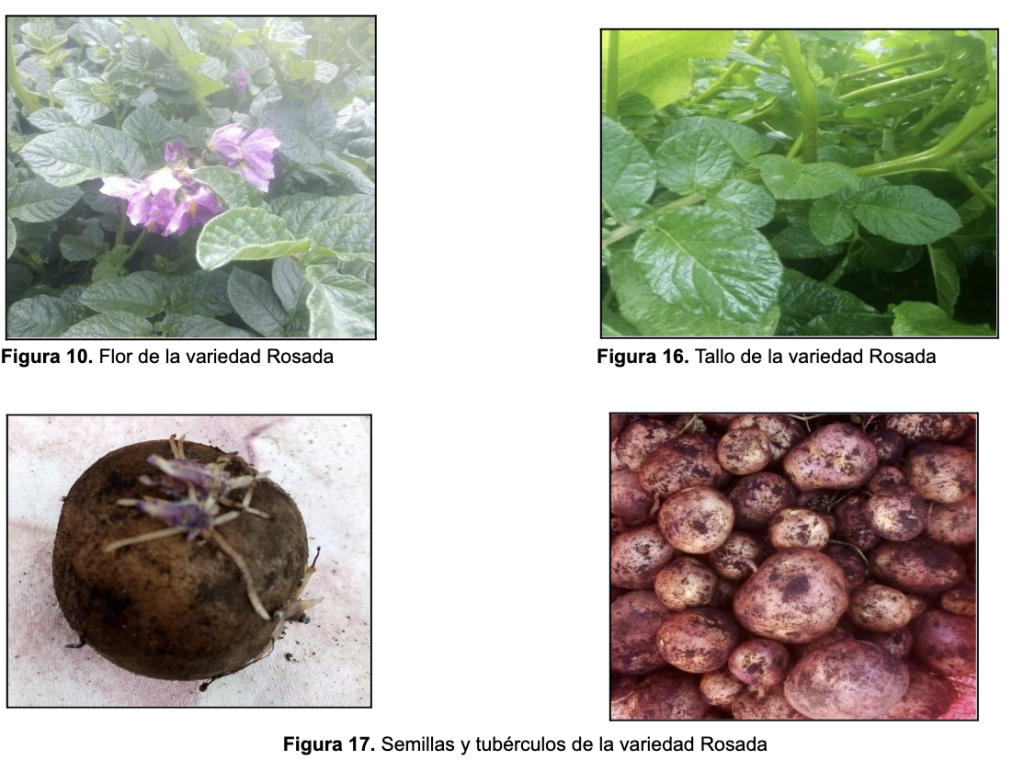 Figura 10. Flor de la variedad Rosada
Figura 16. Tallo de la variedad Rosada
Figura 17. Semillas y tubérculos de la variedad Rosada